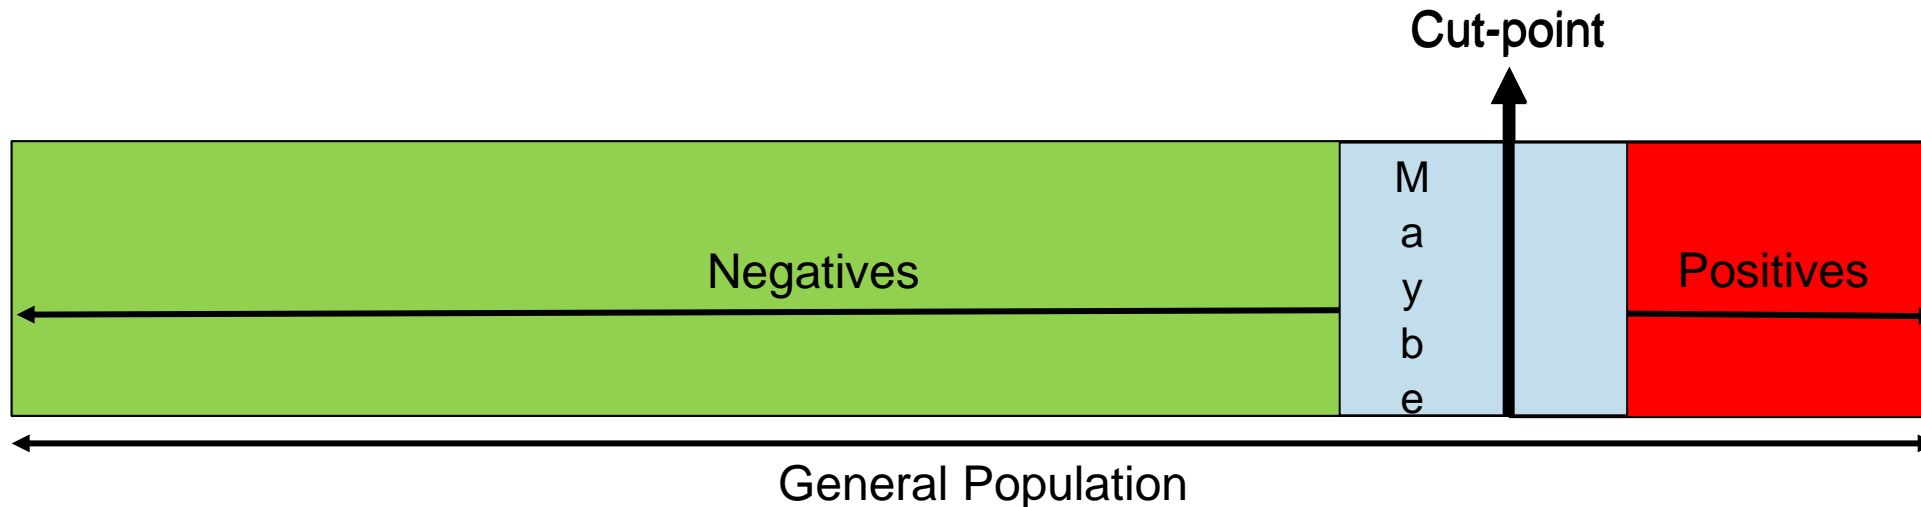 Cut-point
M
a
y
b
e
Negatives
Positives
General Population